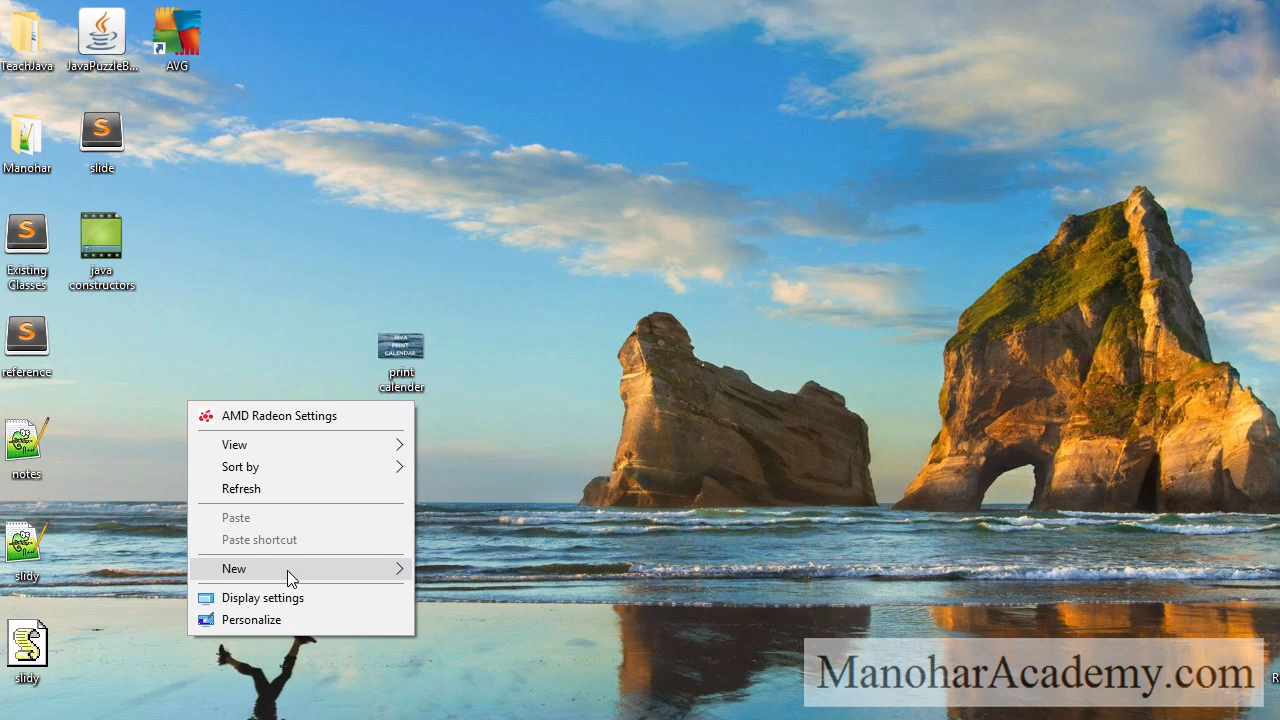 TeachJava
JavaPuzzleB...
AVG
Manohar
slide
Existing
Classes
java
constructors
reference
JAVA
PRINT
CALENDAR
print
calender
notes
slidy
slidy
AMD Radeon Settings
View
Sort by
Refresh
Paste
Paste shortcut
New
Display settings
Personalize
ManoharAcademy.com
R